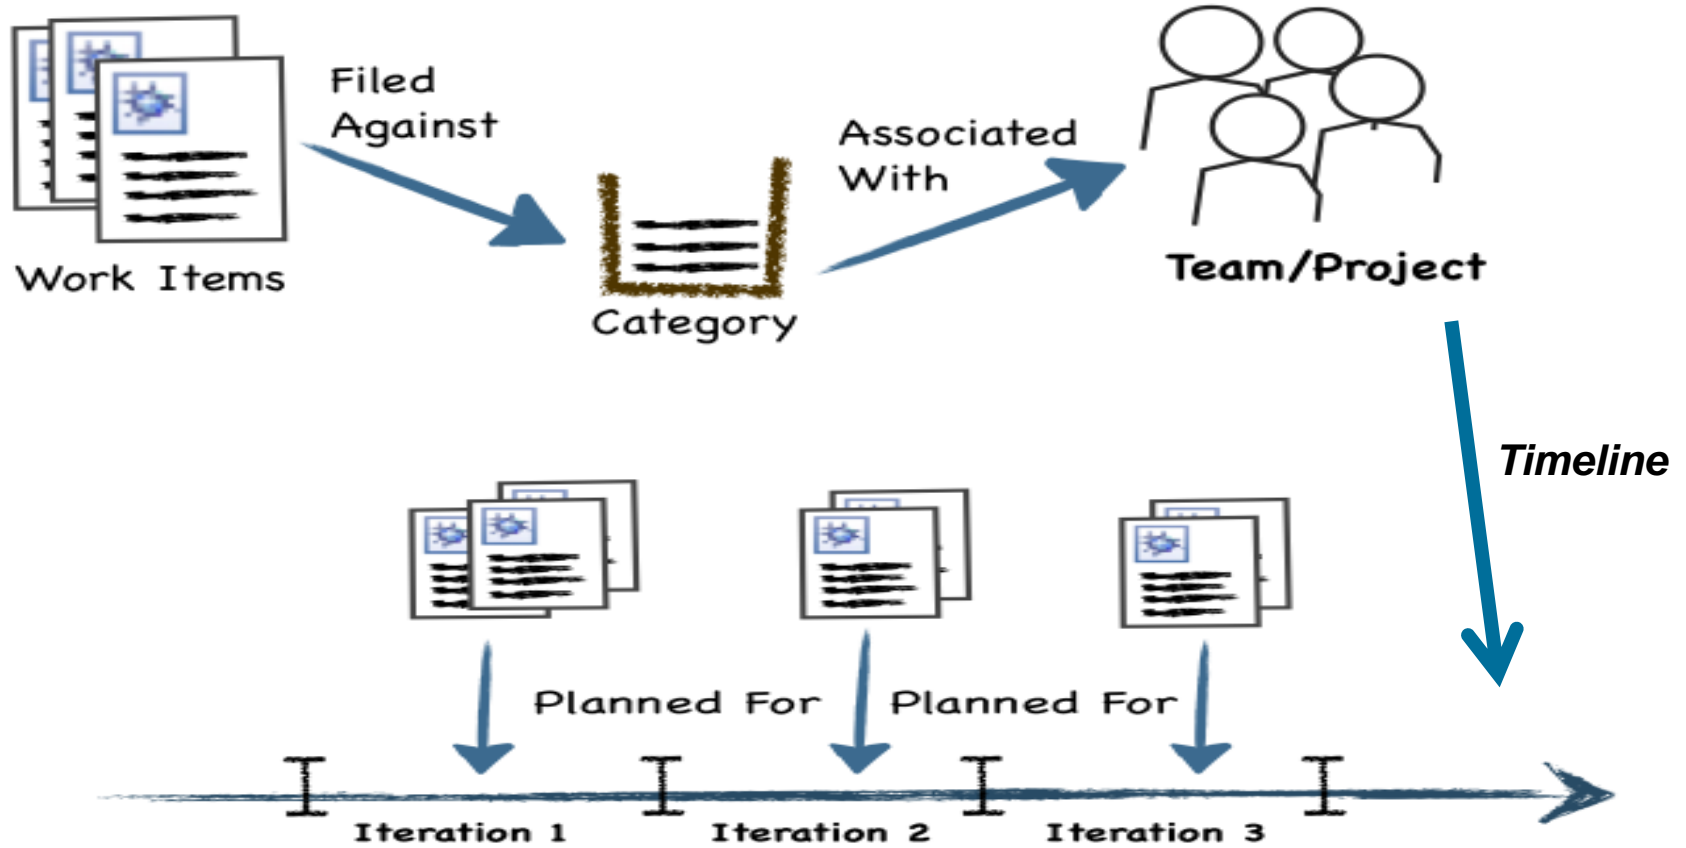 Filed
Against
Associated
With
Work Items
Category
Team/Project
Timeline
Planned For
Planned For
Iteration 1
Iteration 2
Iteration 3